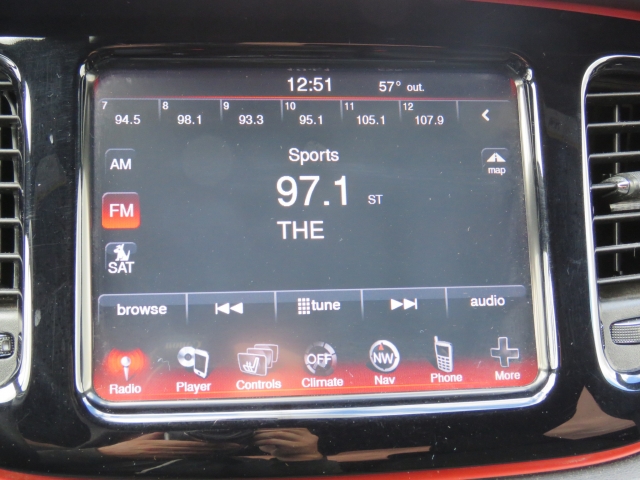 12:51 57° out.
7 8 9 10 11 12
94.5 98.1 93.3 95.1 105.1 107.9
AM Sports map
FM 97.1 ST
THE
SAT
browse tune audio
OFF NW
Radio Player Controls Climate Nav Phone More